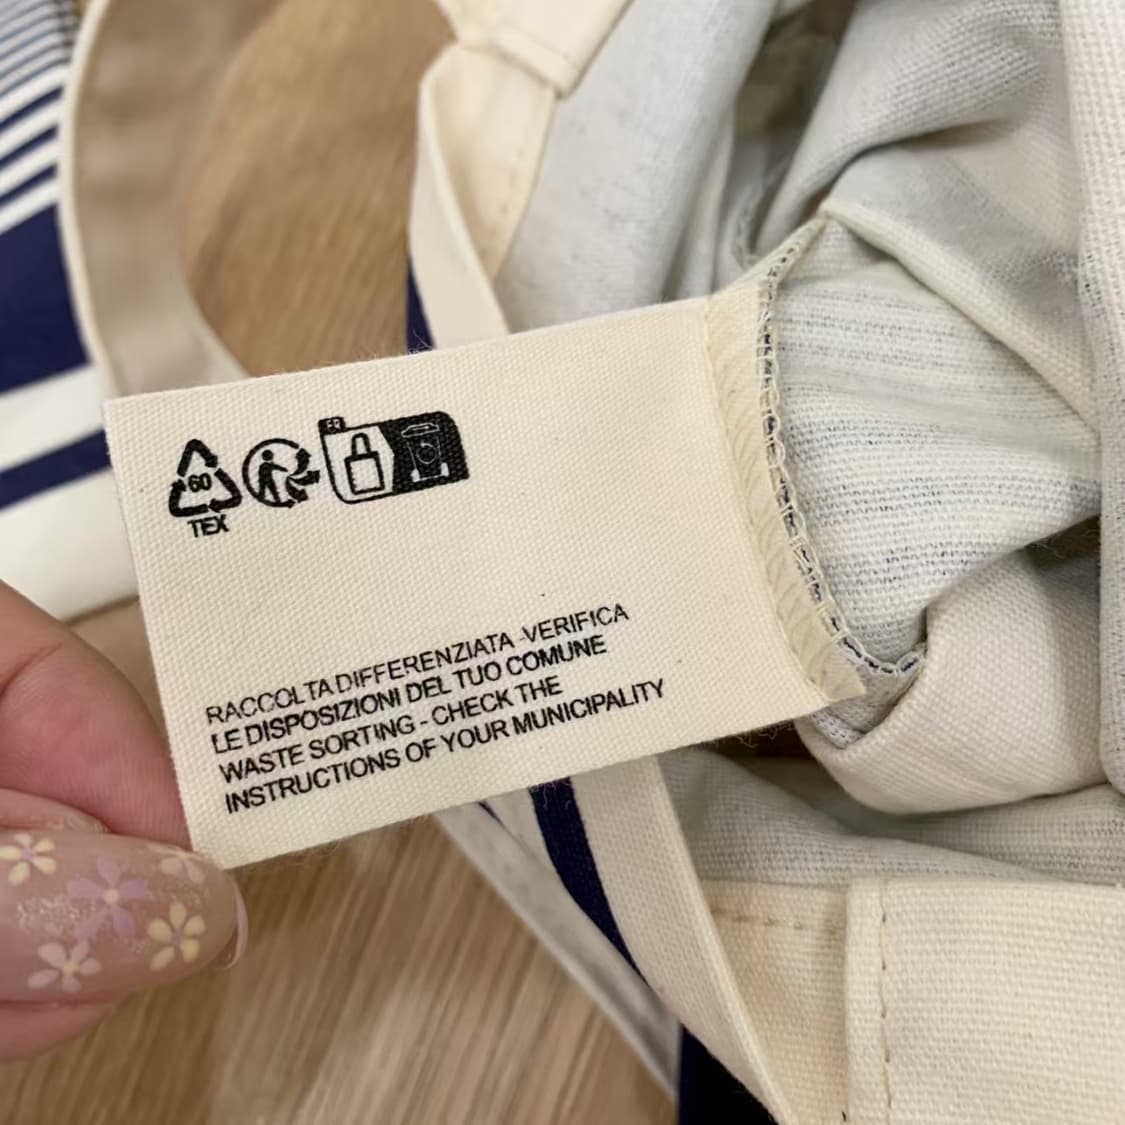 60
TEX
FR
RACCOLTA DIFFERENZIATA -VERIFICA
LE DISPOSIZIONI DEL TUO COMUNE
WASTE SORTING - CHECK THE
INSTRUCTIONS OF YOUR MUNICIPALITY